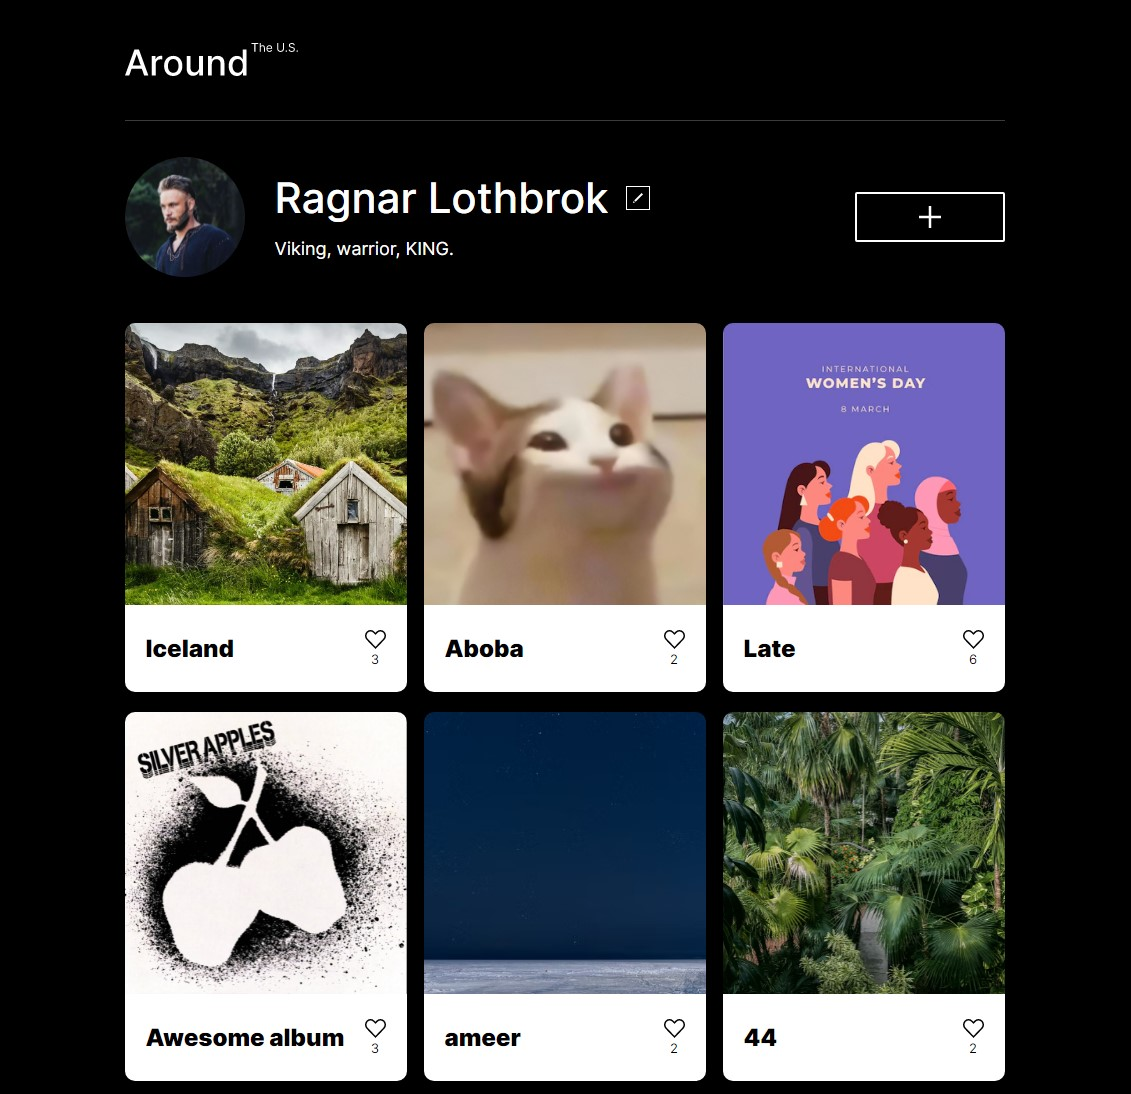 Around The U.S.
Ragnar Lothbrok
Viking, warrior, KING.
INTERNATIONAL
WOMEN'S DAY
8 MARCH
Iceland
3
Aboba
2
Late
6
SILVER APPLES
Awesome album
3
ameer
2
44
2